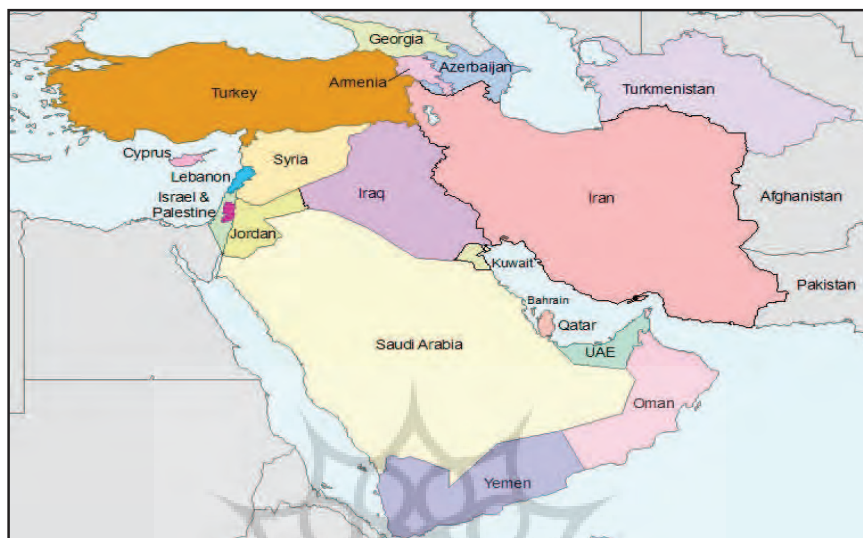 Georgia
Armenia
Azerbaijan
Turkey
Turkmenistan
Cyprus
Syria
Lebanon
Israel &
Palestine
Iraq
Iran
Afghanistan
Jordan
Kuwait
Pakistan
Bahrain
Qatar
Saudi Arabia
UAE
Oman
Yemen